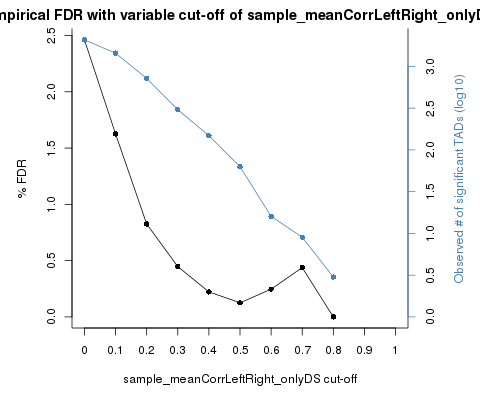 mpirical FDR with variable cut-off of sample_meanCorrLeftRight_onlyD
% FDR
2.5
2.0
1.5
1.0
0.5
0.0
3.0
2.5
2.0
1.5
1.0
0.5
0.0
Observed # of significant TADs (log10)
0 0.1 0.2 0.3 0.4 0.5 0.6 0.7 0.8 0.9 1
sample_meanCorrLeftRight_onlyDS cut-off